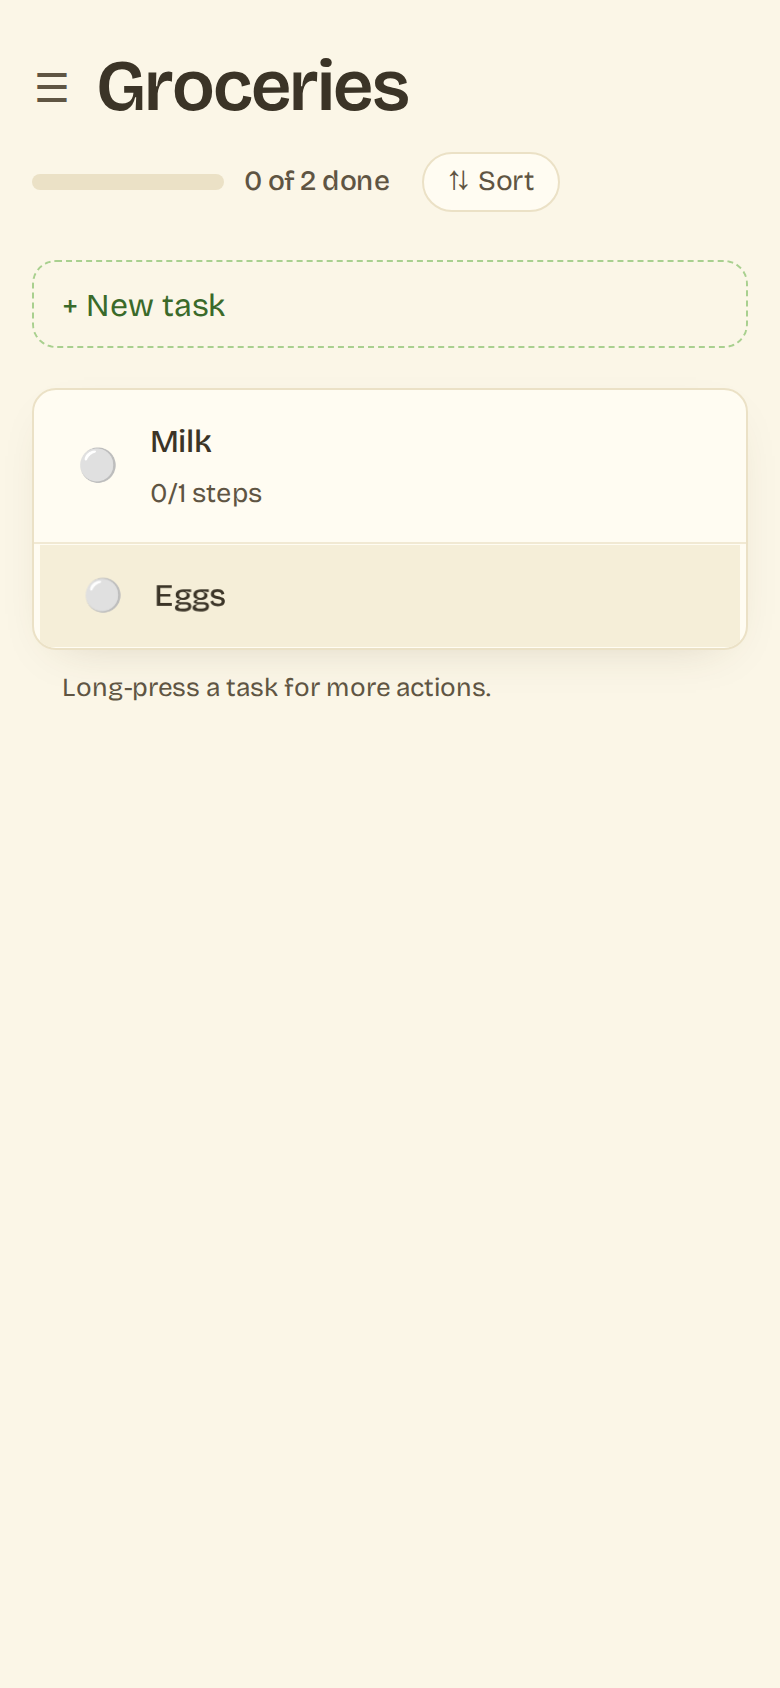 ☰ Groceries
0 of 2 done
⇅ Sort
+ New task
Milk
0/1 steps
Eggs
Long-press a task for more actions.